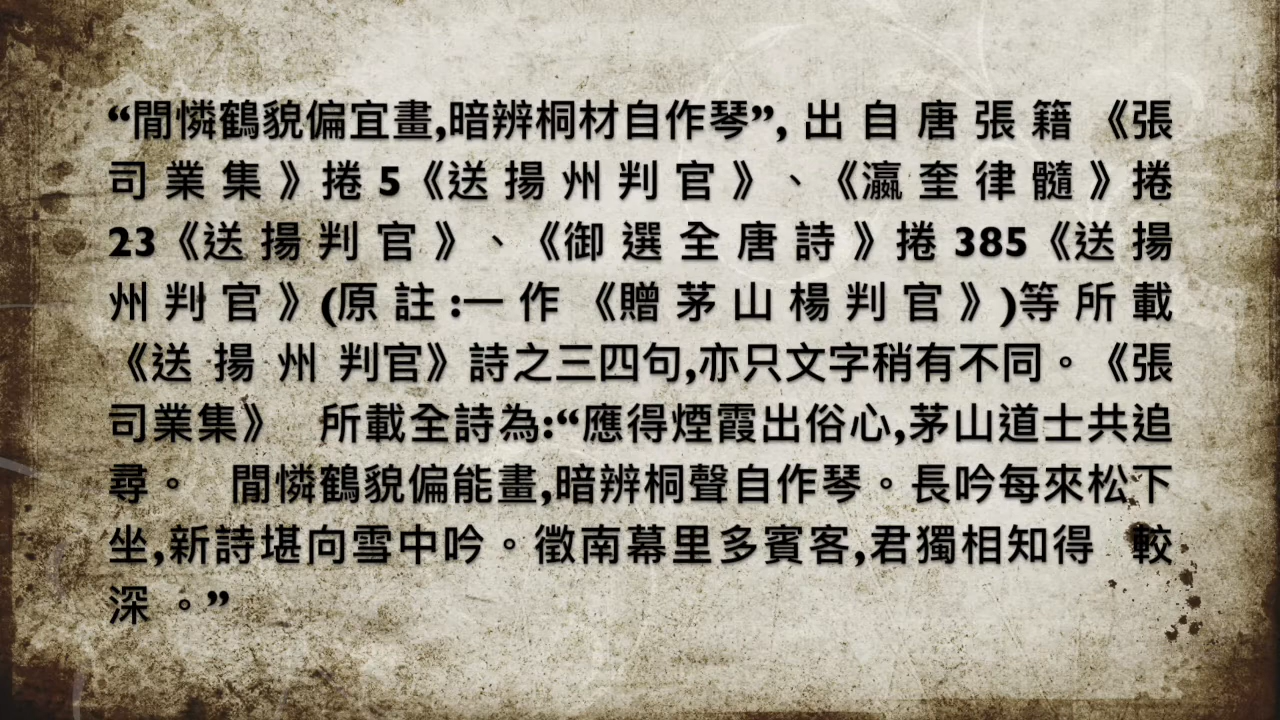 “閒憐鶴貌偏宜畫,暗辨桐材自作琴”, 出自唐張籍《張
司業集》捲5《送揚州判官》、《瀛奎律髓》捲
23《送揚判官》、《御選全唐詩》捲385《送揚
州判官》(原註:一作《贈茅山楊判官》)等所載
《送揚州判官》詩之三四句,亦只文字稍有不同。《張
司業集》 所載全詩為:“應得煙霞出俗心,茅山道士共追
尋。 閒憐鶴貌偏能畫,暗辨桐聲自作琴。長吟每來松下
坐,新詩堪向雪中吟。徵南幕里多賓客,君獨相知得 較
深。”